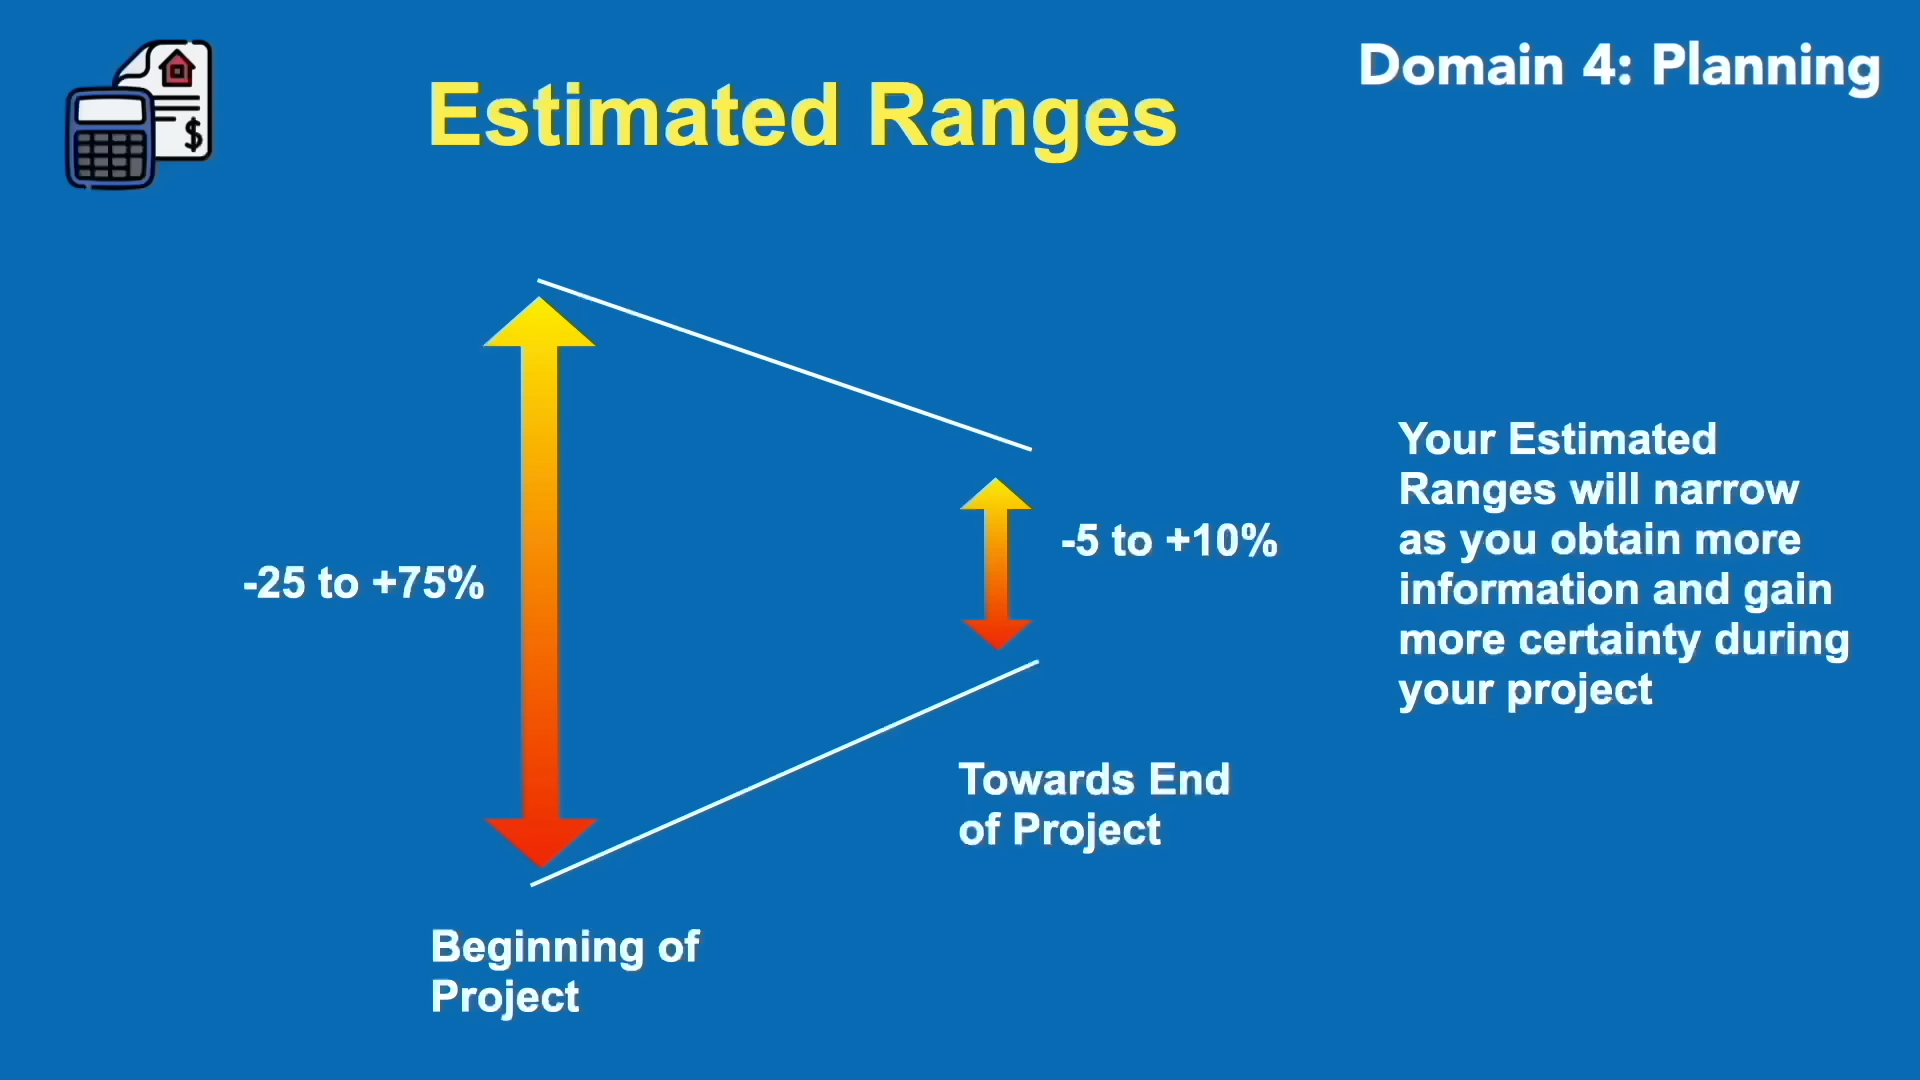 Domain 4: Planning
Estimated Ranges
$
-25 to +75%
-5 to +10%
Your Estimated
Ranges will narrow
as you obtain more
information and gain
more certainty during
your project
Towards End
of Project
Beginning of
Project